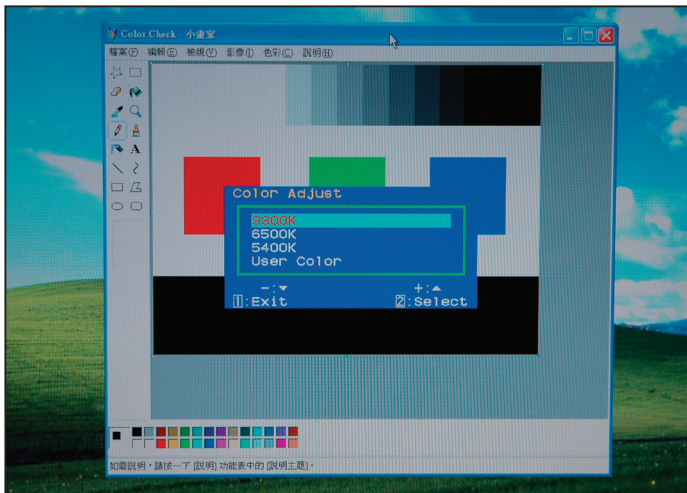 Color Check - 小畫家
檔案(F) 編輯(E) 檢視(V) 影像(I) 色彩(C) 說明(H)
A
Color Adjust
9300K
6500K
5400K
User Color
-:▼ +:▲
1:Exit 2:Select
如需說明，請按一下 [說明] 功能表中的 [說明主題]。